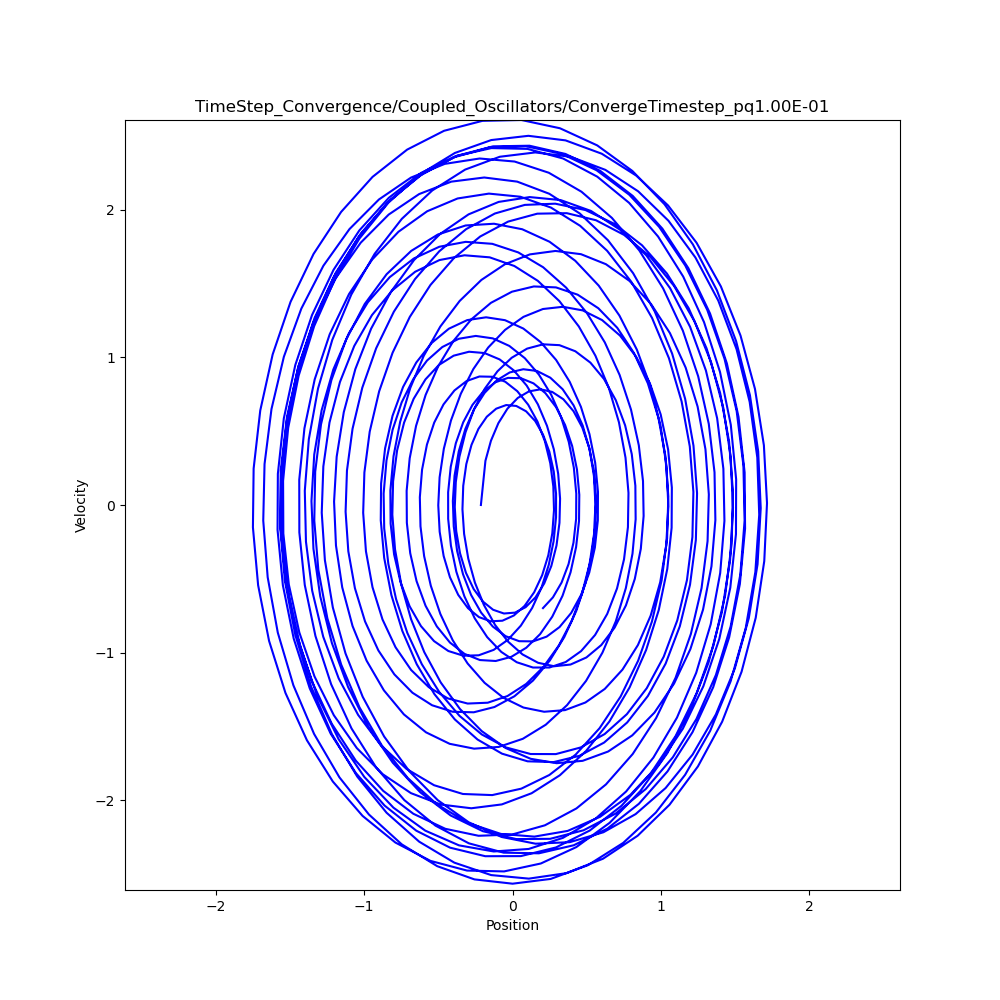 TimeStep_Convergence/Coupled_Oscillators/ConvergeTimestep_pq1.00E-01
2
1
0
−1
−2
Velocity
−2 −1 0 1 2
Position